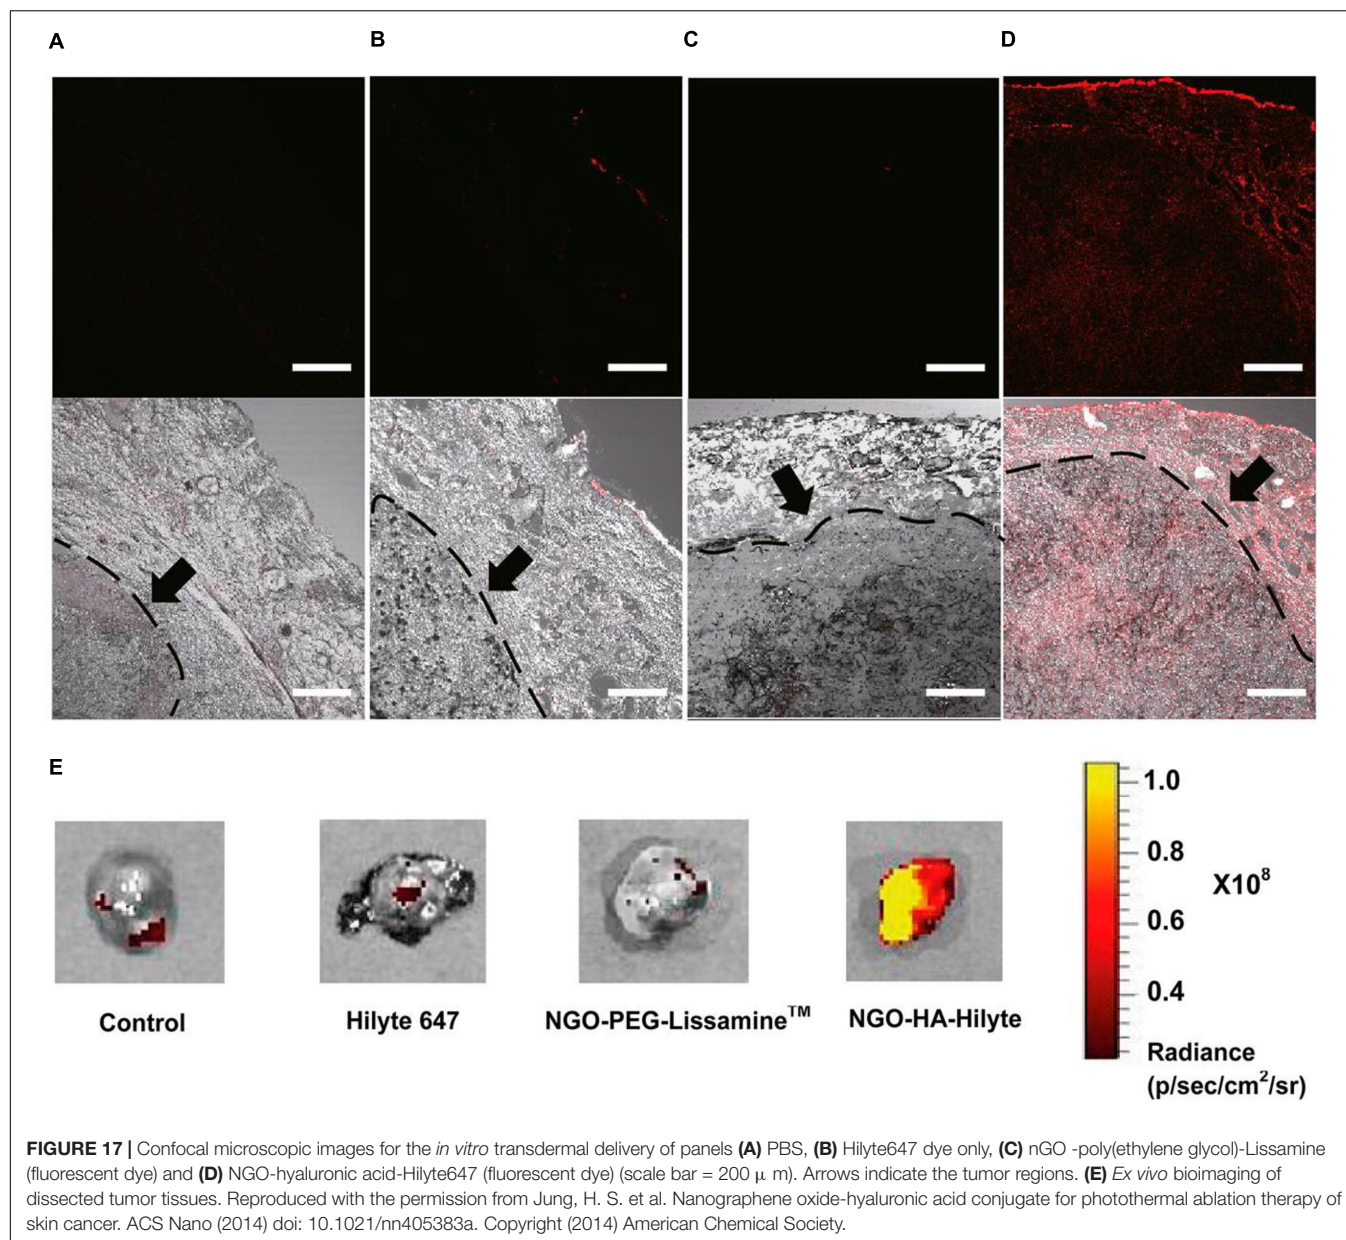 A
B
C
D
E
Control
Hilyte 647
NGO-PEG-Lissamine™
NGO-HA-Hilyte
1.0
0.8
0.6
0.4
X10⁸
Radiance
(p/sec/cm²/sr)
FIGURE 17 | Confocal microscopic images for the in vitro transdermal delivery of panels (A) PBS, (B) Hilyte647 dye only, (C) nGO -poly(ethylene glycol)-Lissamine
(fluorescent dye) and (D) NGO-hyaluronic acid-Hilyte647 (fluorescent dye) (scale bar = 200 μ m). Arrows indicate the tumor regions. (E) Ex vivo bioimaging of
dissected tumor tissues. Reproduced with the permission from Jung, H. S. et al. Nanographene oxide-hyaluronic acid conjugate for photothermal ablation therapy of
skin cancer. ACS Nano (2014) doi: 10.1021/nn405383a. Copyright (2014) American Chemical Society.